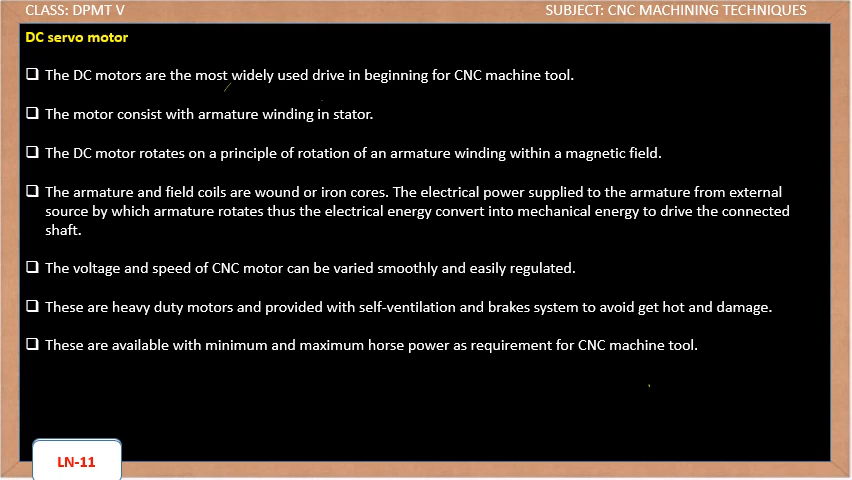 CLASS: DPMT V
SUBJECT: CNC MACHINING TECHNIQUES
DC servo motor
The DC motors are the most widely used drive in beginning for CNC machine tool.
The motor consist with armature winding in stator.
The DC motor rotates on a principle of rotation of an armature winding within a magnetic field.
The armature and field coils are wound or iron cores. The electrical power supplied to the armature from external
source by which armature rotates thus the electrical energy convert into mechanical energy to drive the connected
shaft.
The voltage and speed of CNC motor can be varied smoothly and easily regulated.
These are heavy duty motors and provided with self-ventilation and brakes system to avoid get hot and damage.
These are available with minimum and maximum horse power as requirement for CNC machine tool.
LN-11